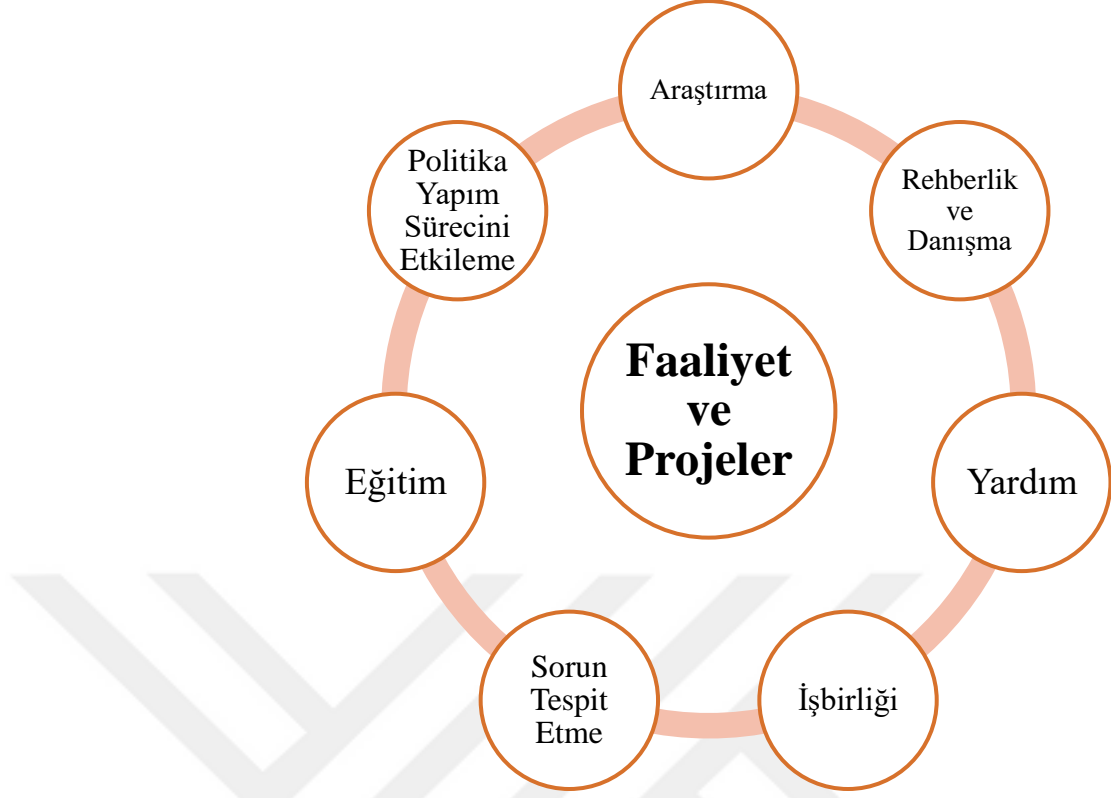 Araştırma
Rehberlik
ve
Danışma
Yardım
İşbirliği
Sorun
Tespit
Etme
Eğitim
Politika
Yapım
Sürecini
Etkileme
Faaliyet
ve
Projeler